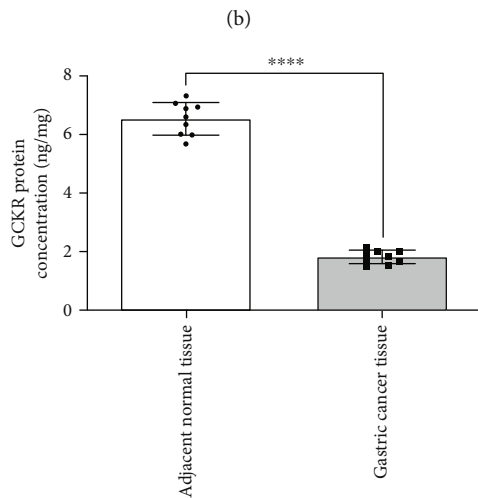 (b)
****
8
6
4
2
0
GCKR protein
concentration (ng/mg)
Adjacent normal tissue
Gastric cancer tissue